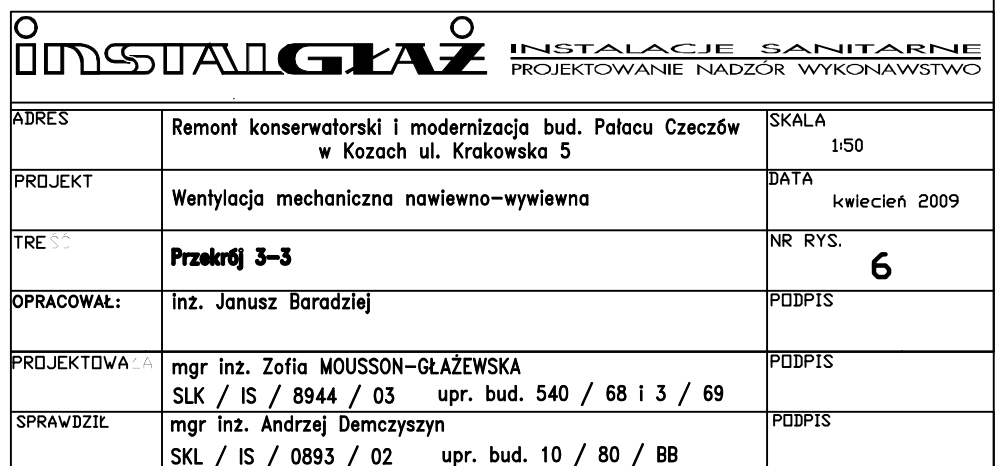 instalGŁAŻ
INSTALACJE SANITARNE
PROJEKTOWANIE NADZÓR WYKONAWSTWO
ADRES
Remont konserwatorski i modernizacja bud. Pałacu Czeczów
w Kozach ul. Krakowska 5
SKALA
1:50
PROJEKT
Wentylacja mechaniczna nawiewno-wywiewna
DATA
kwiecień 2009
TREŚĆ
Przekrój 3-3
NR RYS.
6
OPRACOWAŁ:
inż. Janusz Baradziej
PODPIS
PROJEKTOWAŁA
mgr inż. Zofia MOUSSON-GŁAŻEWSKA
SLK / IS / 8944 / 03 upr. bud. 540 / 68 i 3 / 69
PODPIS
SPRAWDZIŁ
mgr inż. Andrzej Demczyszyn
SKL / IS / 0893 / 02 upr. bud. 10 / 80 / BB
PODPIS